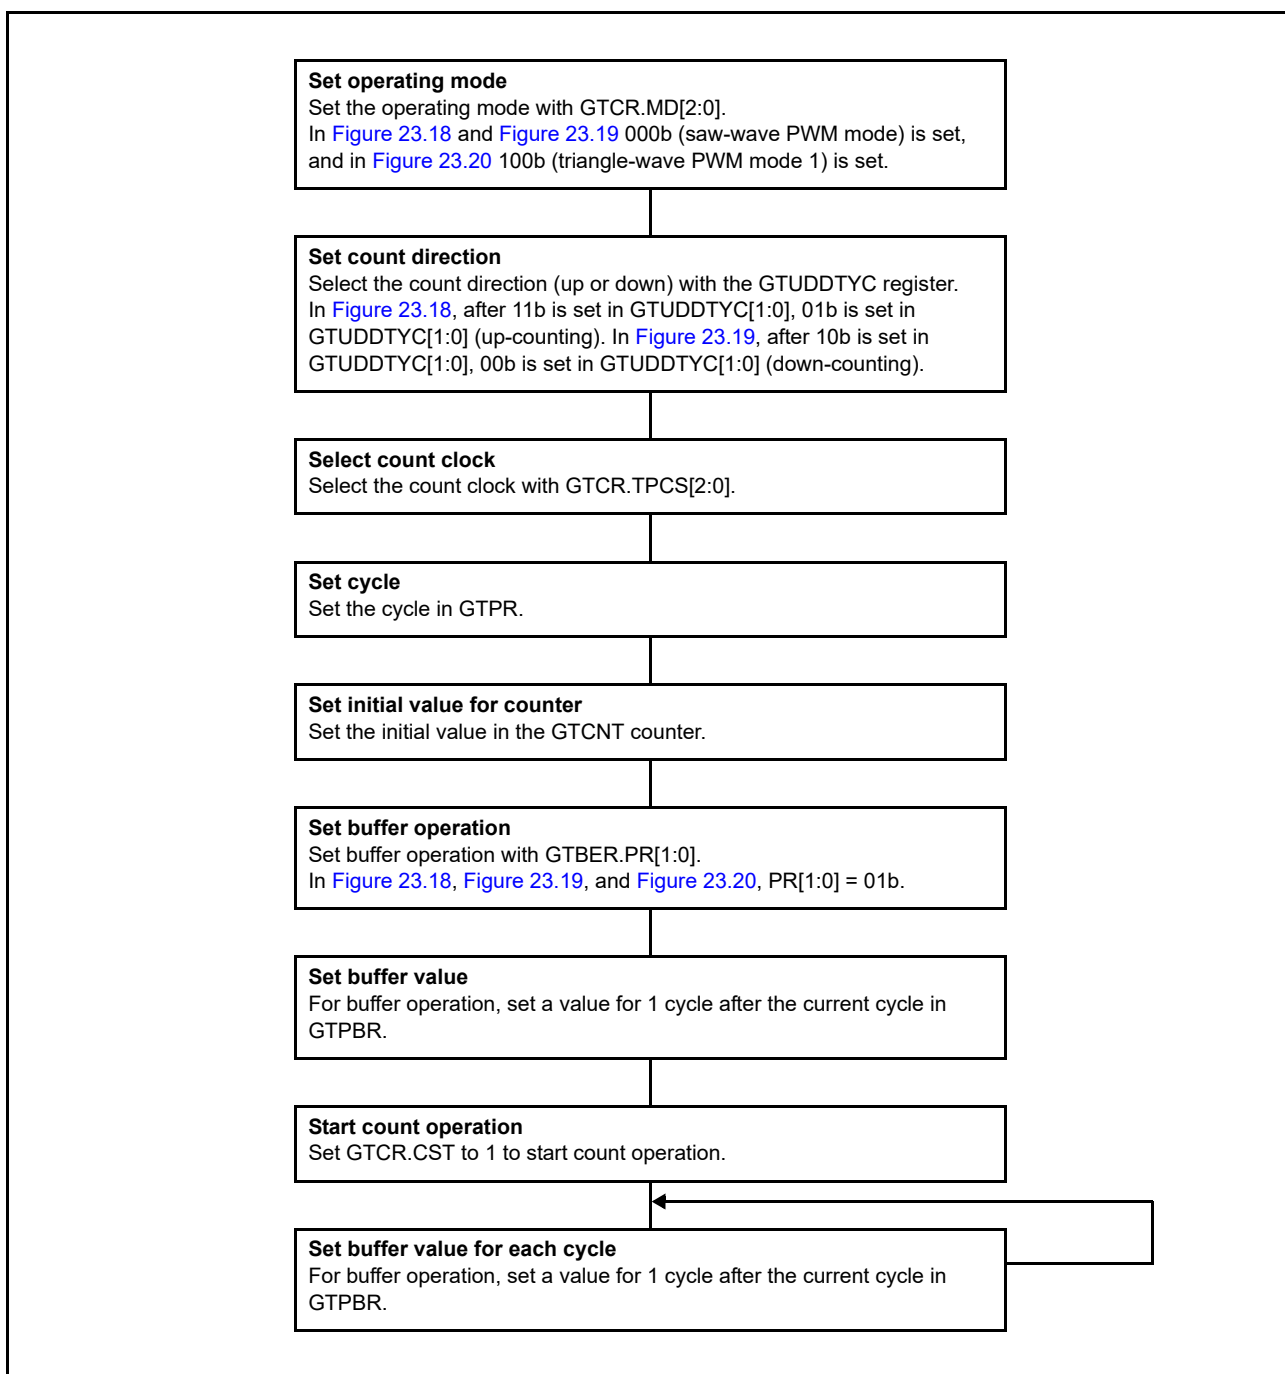 Set operating mode
Set the operating mode with GTCR.MD[2:0].
In Figure 23.18 and Figure 23.19 000b (saw-wave PWM mode) is set,
and in Figure 23.20 100b (triangle-wave PWM mode 1) is set.
Set count direction
Select the count direction (up or down) with the GTUDDTYC register.
In Figure 23.18, after 11b is set in GTUDDTYC[1:0], 01b is set in
GTUDDTYC[1:0] (up-counting). In Figure 23.19, after 10b is set in
GTUDDTYC[1:0], 00b is set in GTUDDTYC[1:0] (down-counting).
Select count clock
Select the count clock with GTCR.TPCS[2:0].
Set cycle
Set the cycle in GTPR.
Set initial value for counter
Set the initial value in the GTCNT counter.
Set buffer operation
Set buffer operation with GTBER.PR[1:0].
In Figure 23.18, Figure 23.19, and Figure 23.20, PR[1:0] = 01b.
Set buffer value
For buffer operation, set a value for 1 cycle after the current cycle in
GTPBR.
Start count operation
Set GTCR.CST to 1 to start count operation.
Set buffer value for each cycle
For buffer operation, set a value for 1 cycle after the current cycle in
GTPBR.